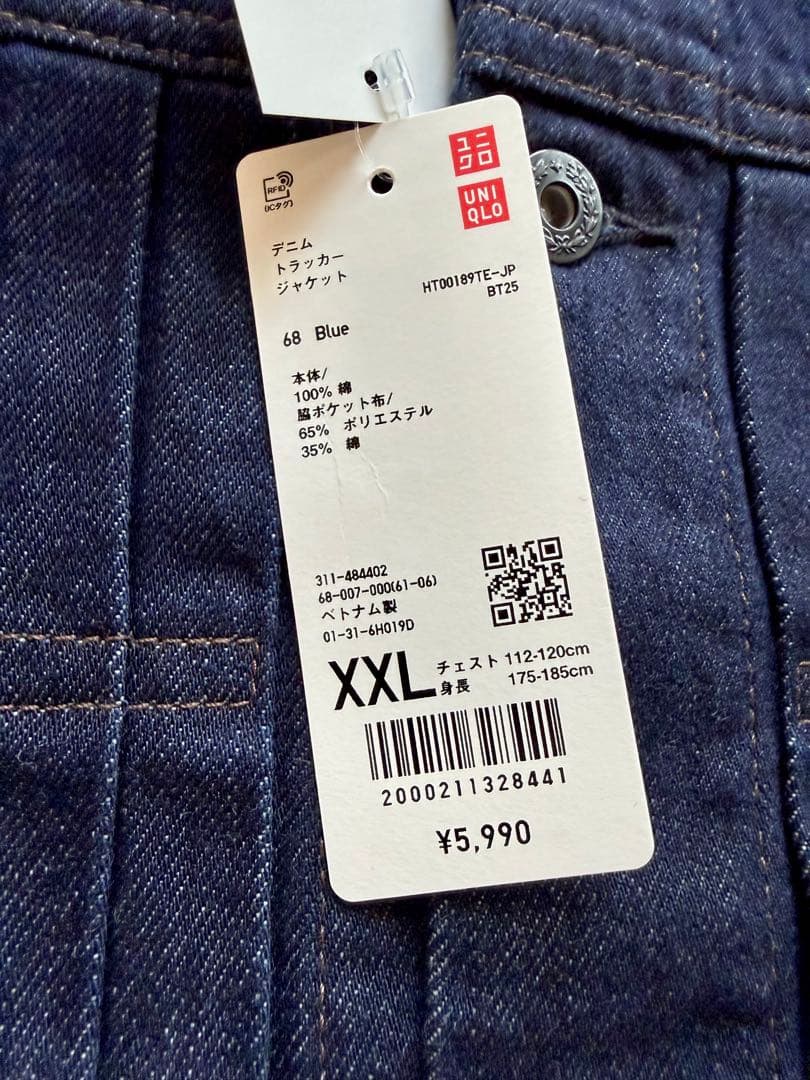 RFID
(ICタグ)
ユニ
クロ
UNI
QLO
デニム
トラッカー
ジャケット
HT00189TE-JP
BT25
68 Blue
本体/
100% 綿
脇ポケット布/
65% ポリエステル
35% 綿
311-484402
68-007-000(61-06)
ベトナム製
01-31-6H019D
XXL
チェスト 112-120cm
身長 175-185cm
2000211328441
¥5,990